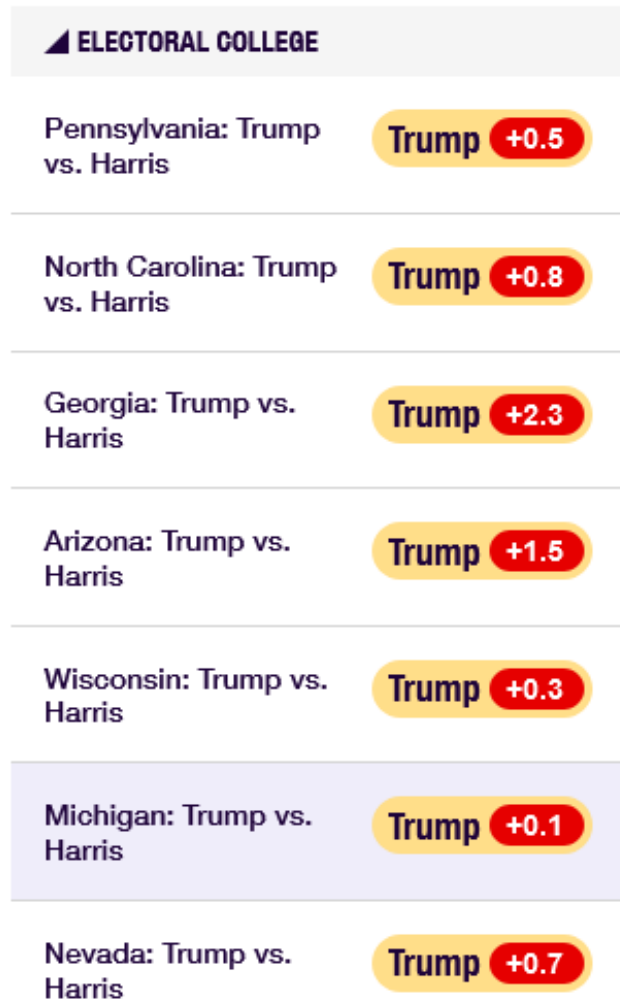 ELECTORAL COLLEGE
Pennsylvania: Trump
vs. Harris
Trump +0.5
North Carolina: Trump
vs. Harris
Trump +0.8
Georgia: Trump vs.
Harris
Trump +2.3
Arizona: Trump vs.
Harris
Trump +1.5
Wisconsin: Trump vs.
Harris
Trump +0.3
Michigan: Trump vs.
Harris
Trump +0.1
Nevada: Trump vs.
Harris
Trump +0.7